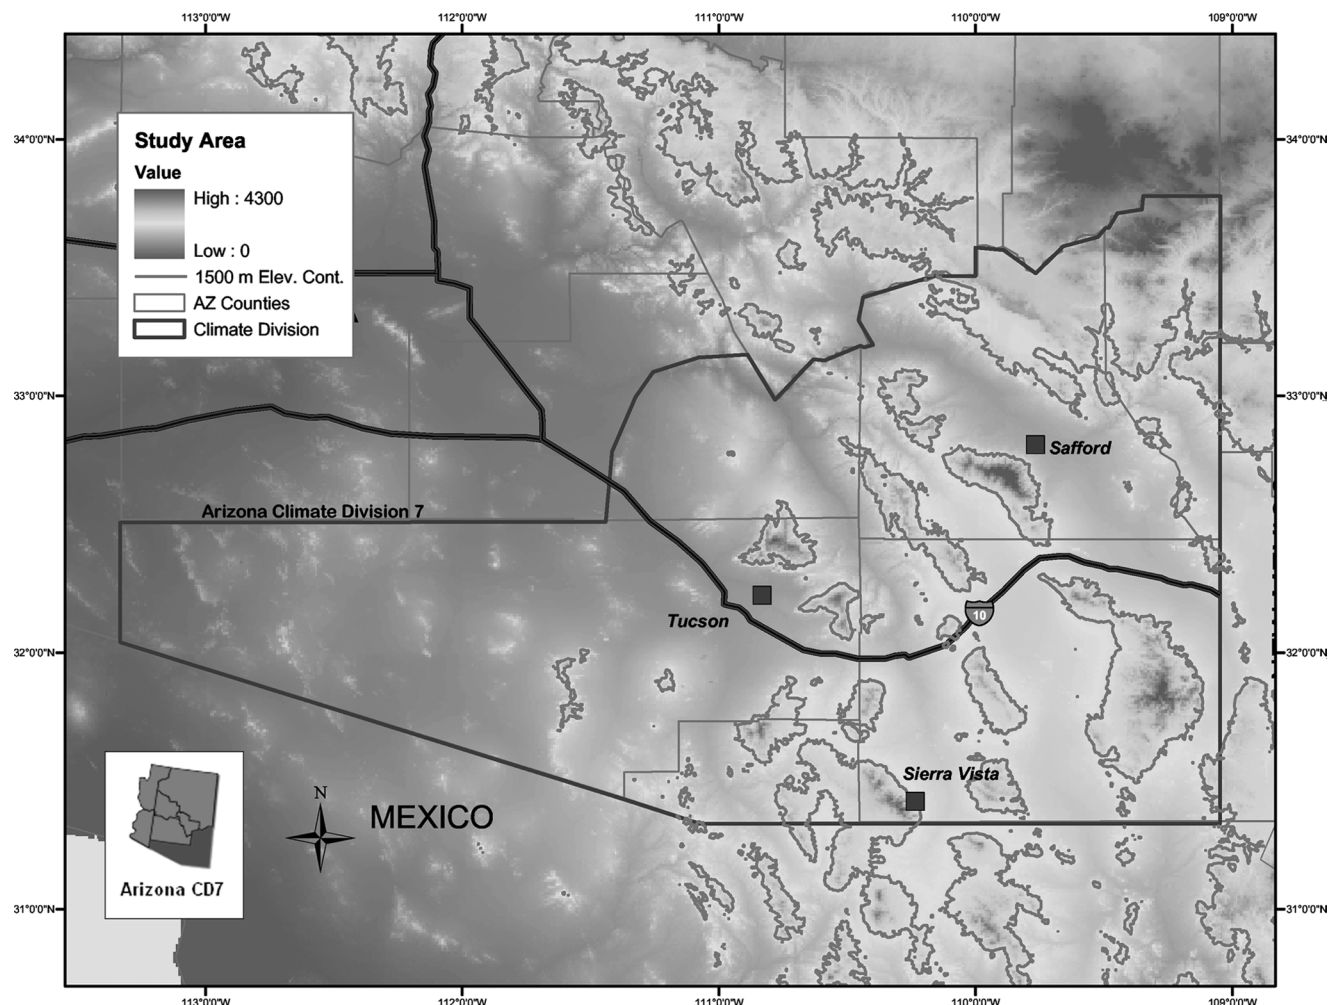 113°0'0"W 112°0'0"W 111°0'0"W 110°0'0"W 109°0'0"W
34°0'0"N
34°0'0"N
Study Area
Value
High : 4300
Low : 0
1500 m Elev. Cont.
AZ Counties
Climate Division
33°0'0"N
33°0'0"N
Safford
Arizona Climate Division 7
10
Tucson
32°0'0"N
32°0'0"N
Sierra Vista
N
MEXICO
Arizona CD7
31°0'0"N
31°0'0"N
113°0'0"W 112°0'0"W 111°0'0"W 110°0'0"W 109°0'0"W